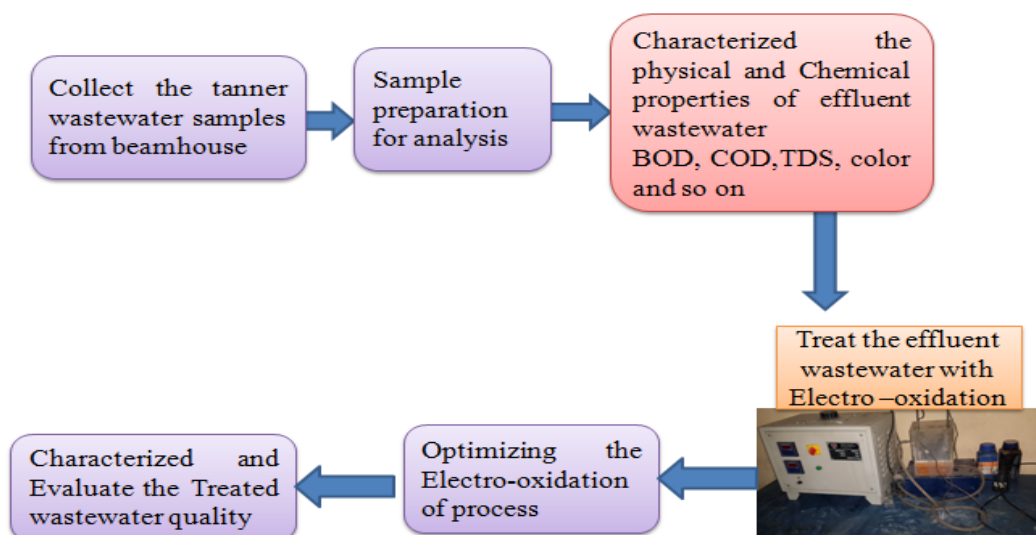 Collect the tanner
wastewater samples
from beamhouse
Sample
preparation
for analysis
Characterized the
physical and Chemical
properties of effluent
wastewater
BOD, COD,TDS, color
and so on
Treat the effluent
wastewater with
Electro –oxidation
Optimizing the
Electro-oxidation
of process
Characterized and
Evaluate the Treated
wastewater quality